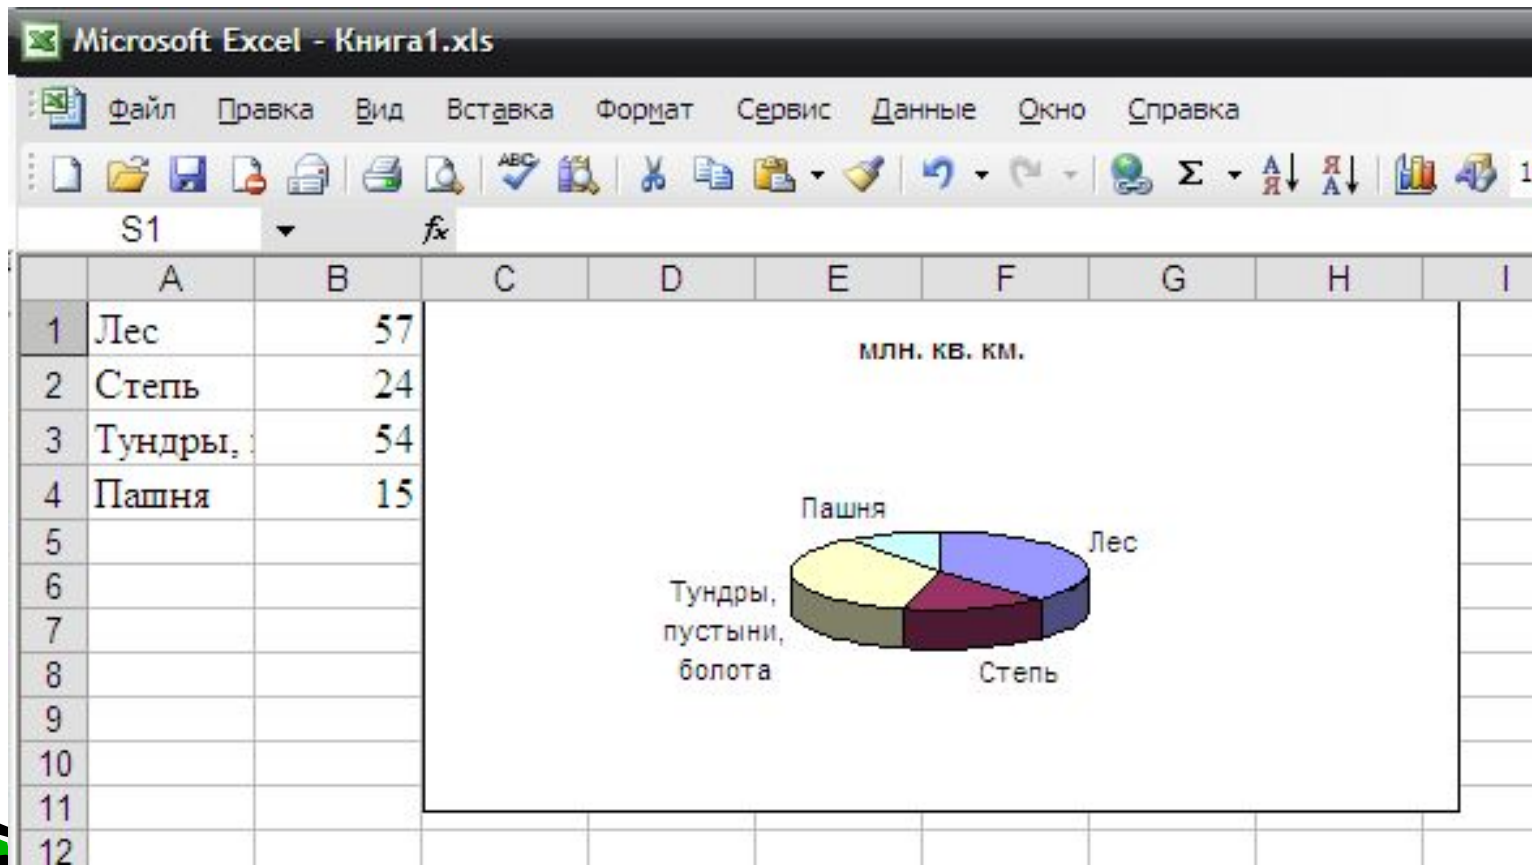 Microsoft Excel - Книга1.xls
Файл Правка Вид Вставка Формат Сервис Данные Окно Справка
ABC
А Я Я А
Σ
S1 fx
A B C D E F G H I
1 Лес 57
2 Степь 24
3 Тундры, 54
4 Пашня 15
5
6
7
8
9
10
11
12
млн. кв. км.
Пашня
Лес
Тундры,
пустыни,
болота
Степь